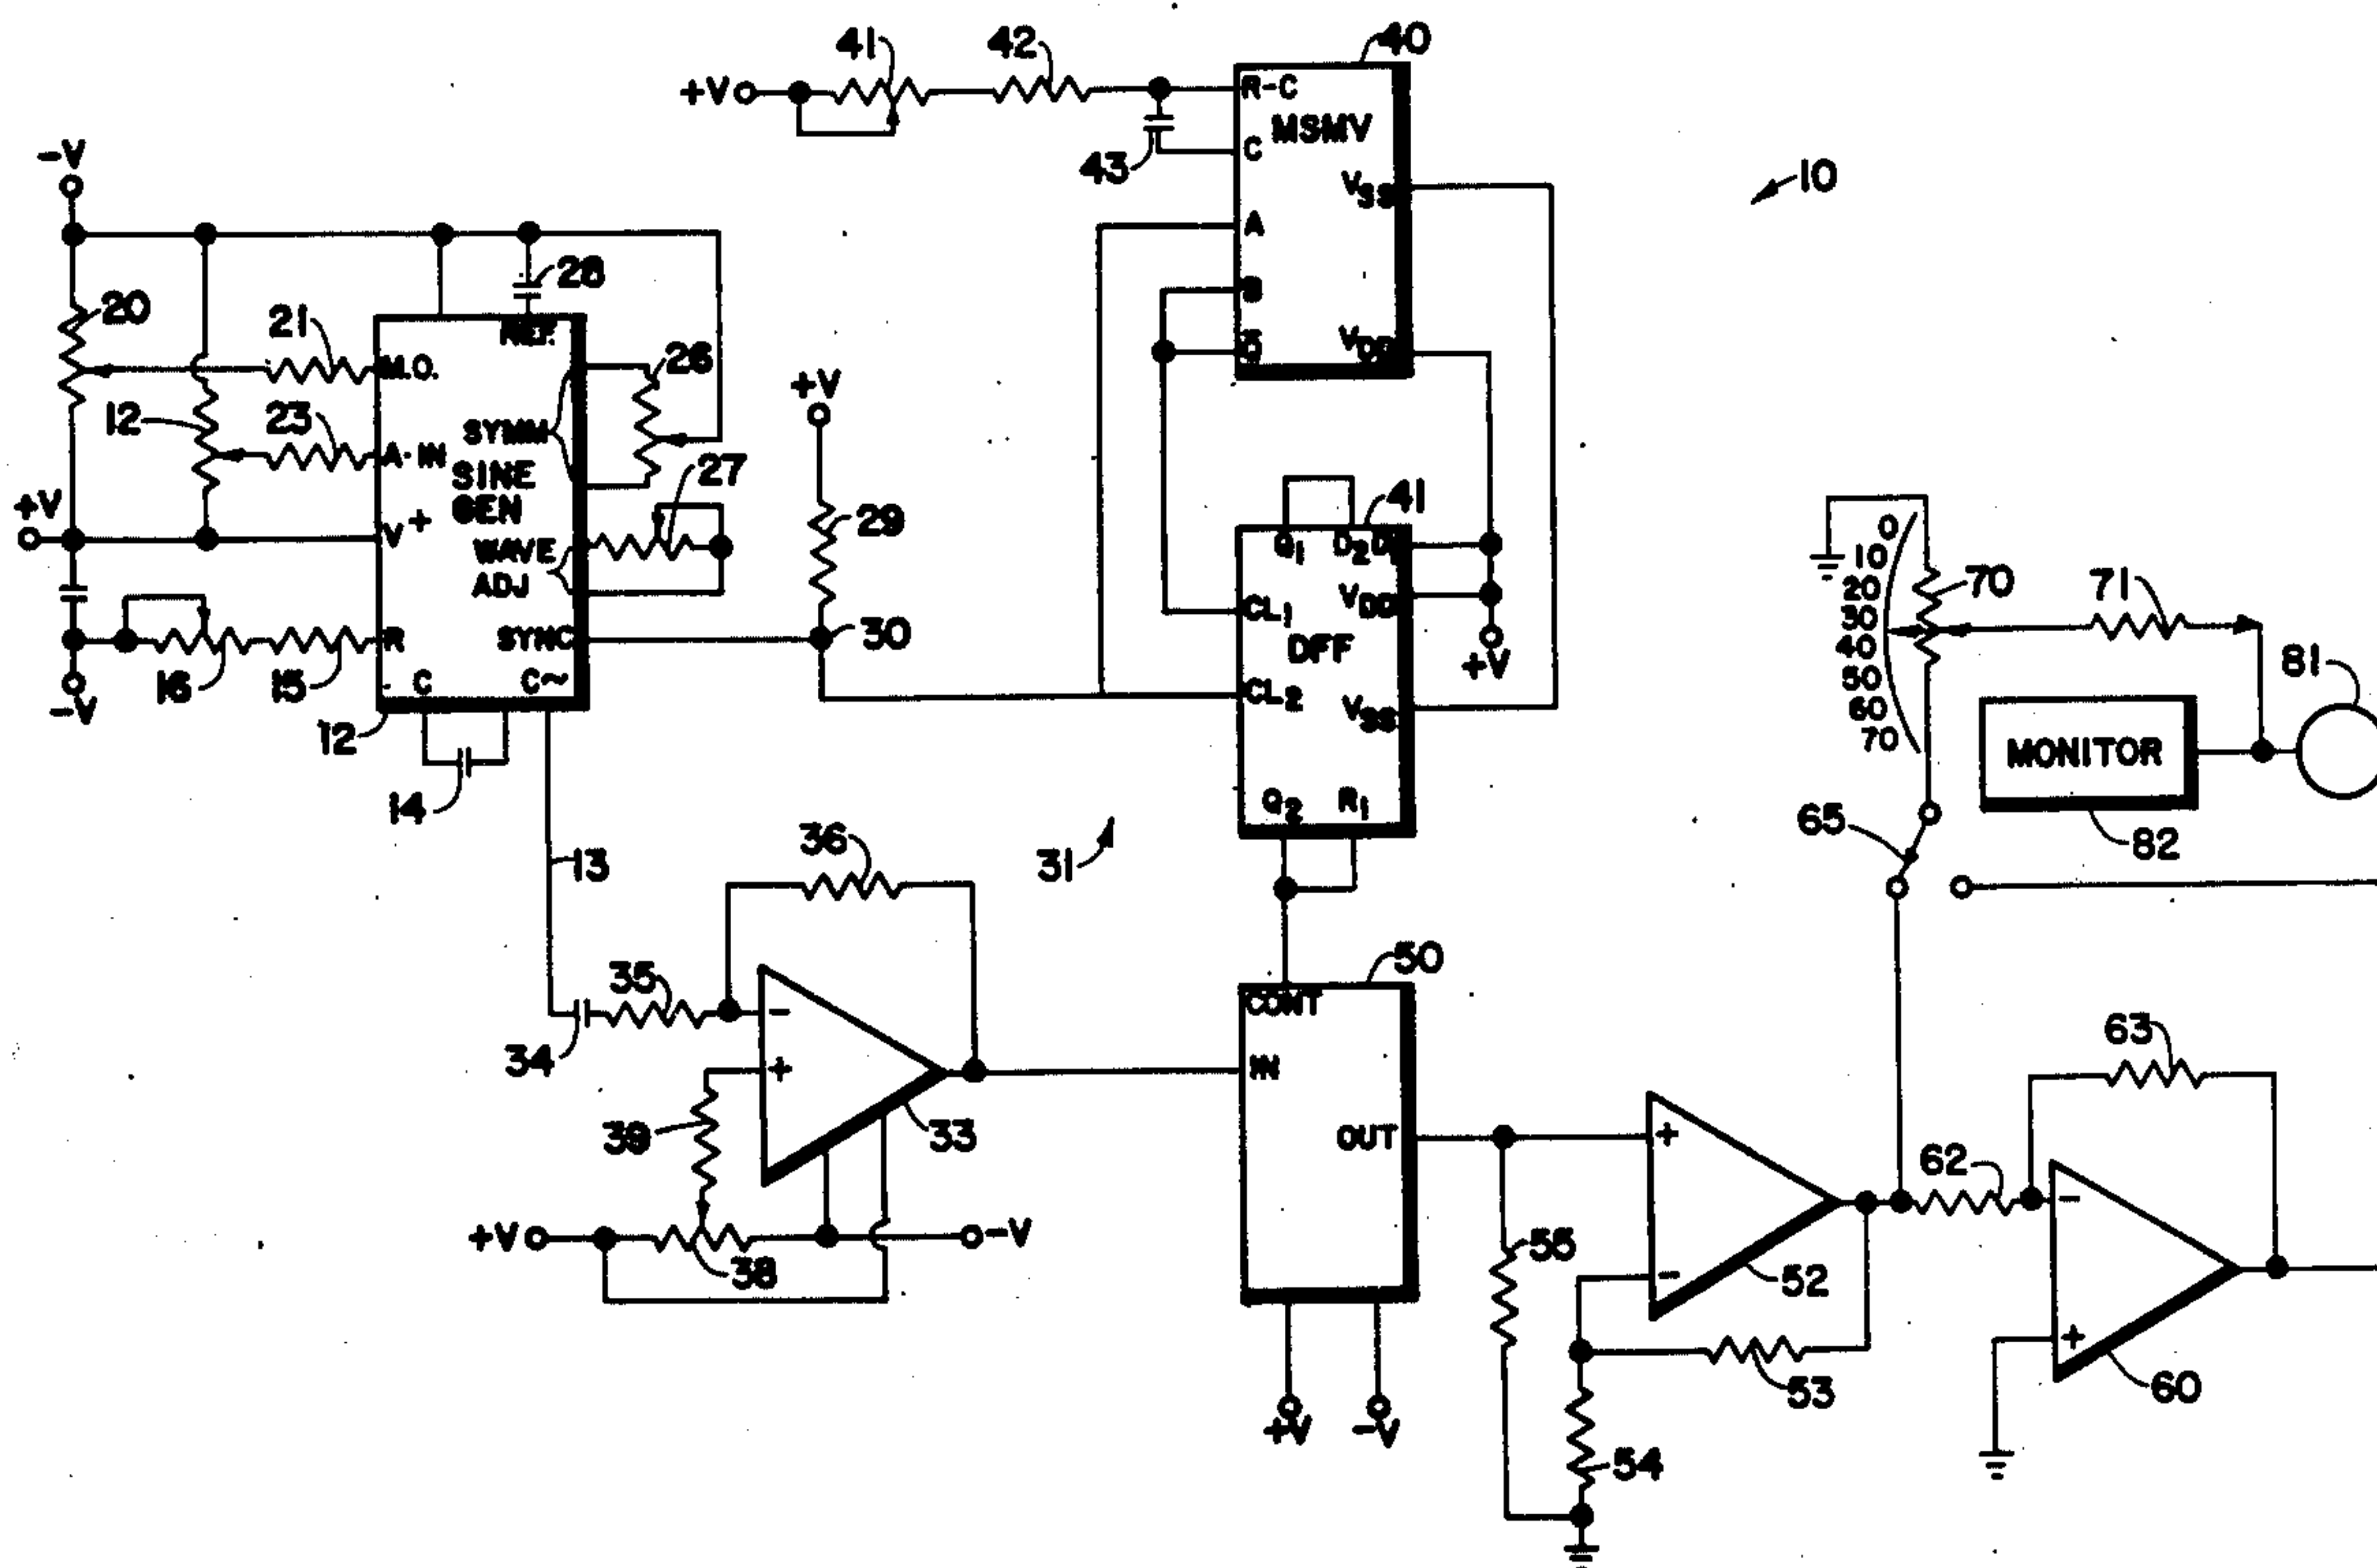 41
42
40
+V
R-C
MSMV
C
43
A
VSS
10
-V
28
B
20
21
REF.
Q̅
VDD
M.O.
26
+V
12
23
SYMM
A-IN
SINE
GEN
27
+V
V+
WAVE
ADJ
29
41
Q1
D2
D1
CL1
VDD
DFF
+V
CL2
VSS
Q2
R1
R
SYNC
30
16
15
C
C~
-V
12
14
13
0
10
20
30
40
50
60
70
70
71
81
MONITOR
82
65
31
36
35
34
-
+
39
33
+V
-V
38
50
CONT
IN
OUT
+V
-V
55
+
-
52
53
54
62
63
-
+
60